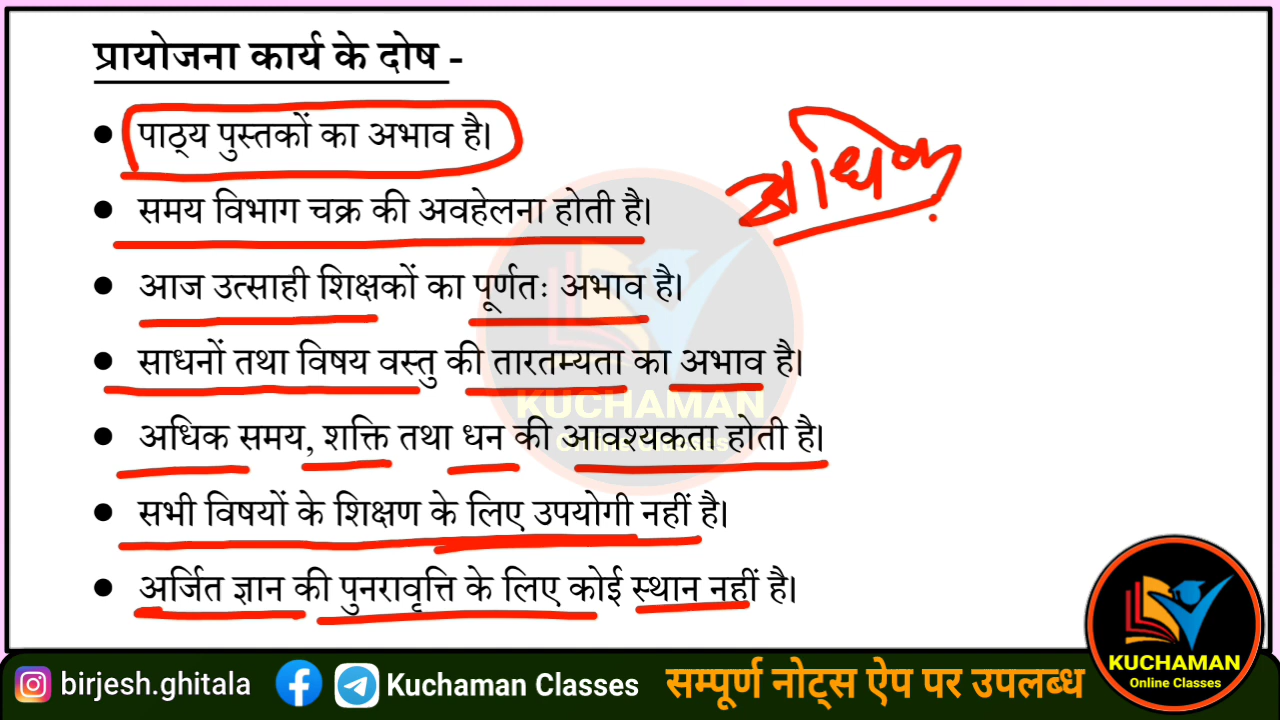 प्रायोजना कार्य के दोष -
● पाठ्य पुस्तकों का अभाव है।
अधिक
● समय विभाग चक्र की अवहेलना होती है।
● आज उत्साही शिक्षकों का पूर्णतः अभाव है।
● साधनों तथा विषय वस्तु की तारतम्यता का अभाव है।
● अधिक समय, शक्ति तथा धन की आवश्यकता होती है।
● सभी विषयों के शिक्षण के लिए उपयोगी नहीं है।
● अर्जित ज्ञान की पुनरावृत्ति के लिए कोई स्थान नहीं है।
KUCHAMAN
Online Classes
birjesh.ghitala
Kuchaman Classes
सम्पूर्ण नोट्स ऐप पर उपलब्ध
KUCHAMAN
Online Classes